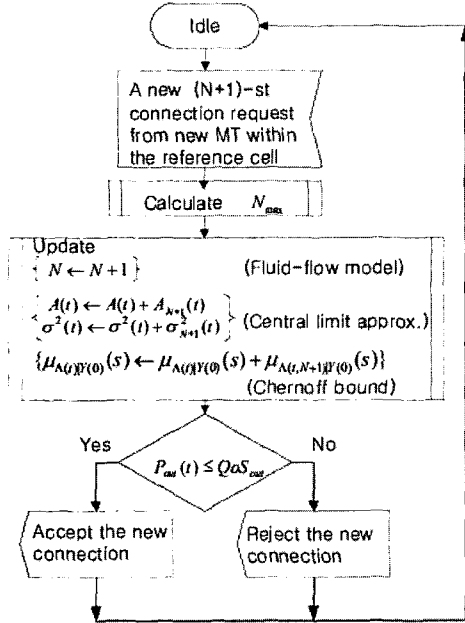 Idle
A new (N+1)-st
connection request
from new MT within
the reference cell
Calculate N_max
Update
{N ← N+1} (Fluid-flow model)
{A(t) ← A(t) + A_{N+1}(t)
σ²(t) ← σ²(t) + σ²_{N+1}(t)} (Central limit approx.)
{μ_{Λ(t)|Y(0)}(s) ← μ_{Λ(t)|Y(0)}(s) + μ_{Λ(t,N+1)|Y(0)}(s)}
(Chernoff bound)
Yes No
P_out(t) ≤ QoS_out
Accept the new
connection
Reject the new
connection